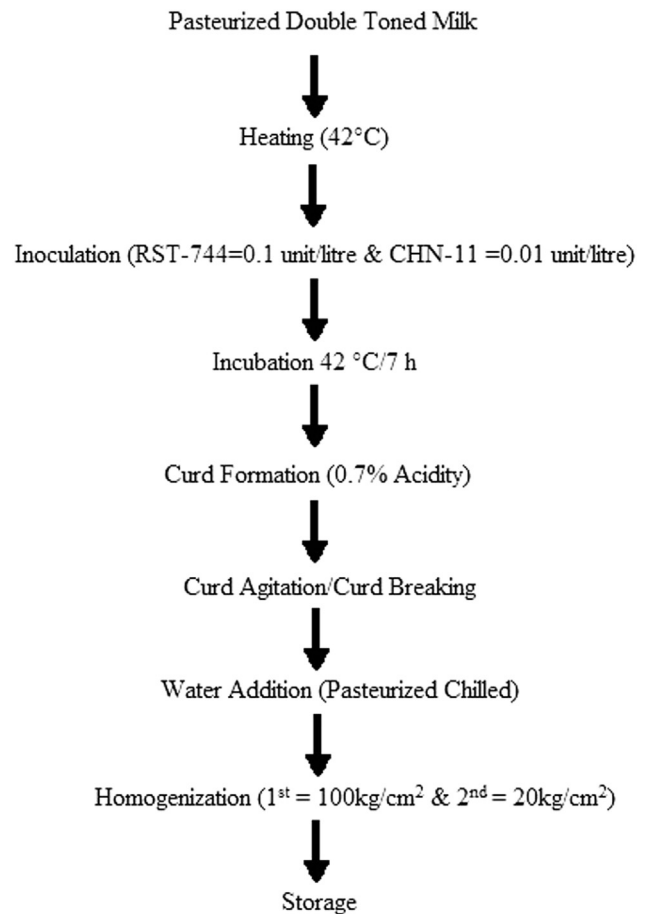 Pasteurized Double Toned Milk
Heating (42°C)
Inoculation (RST-744=0.1 unit/litre & CHN-11 =0.01 unit/litre)
Incubation 42 °C/7 h
Curd Formation (0.7% Acidity)
Curd Agitation/Curd Breaking
Water Addition (Pasteurized Chilled)
Homogenization (1st = 100kg/cm² & 2nd = 20kg/cm²)
Storage